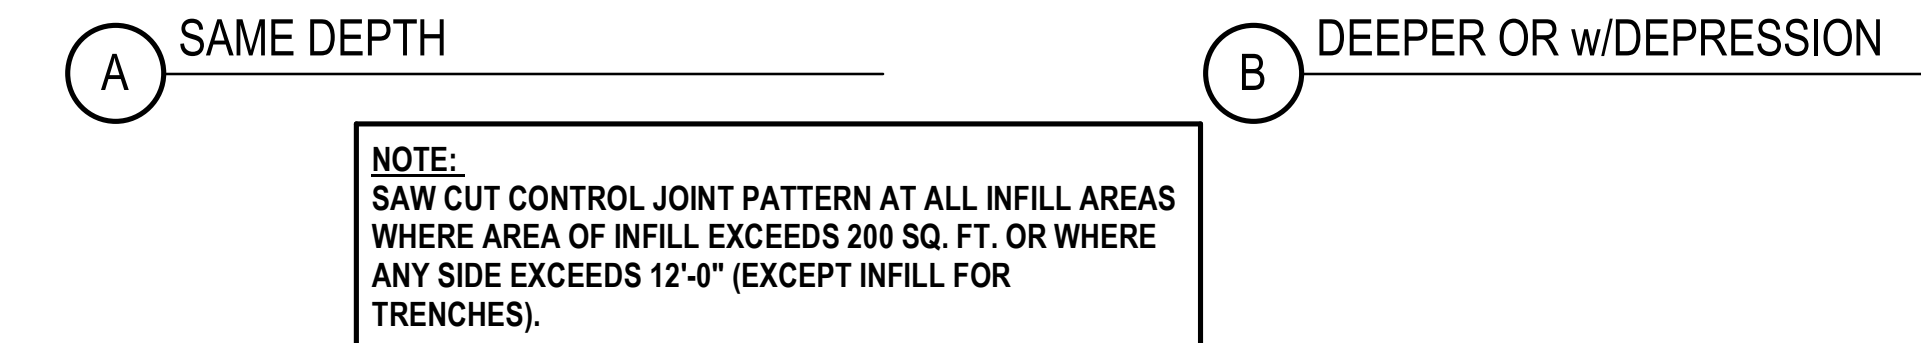 A
SAME DEPTH
B
DEEPER OR w/DEPRESSION
NOTE:
SAW CUT CONTROL JOINT PATTERN AT ALL INFILL AREAS
WHERE AREA OF INFILL EXCEEDS 200 SQ. FT. OR WHERE
ANY SIDE EXCEEDS 12'-0" (EXCEPT INFILL FOR
TRENCHES).